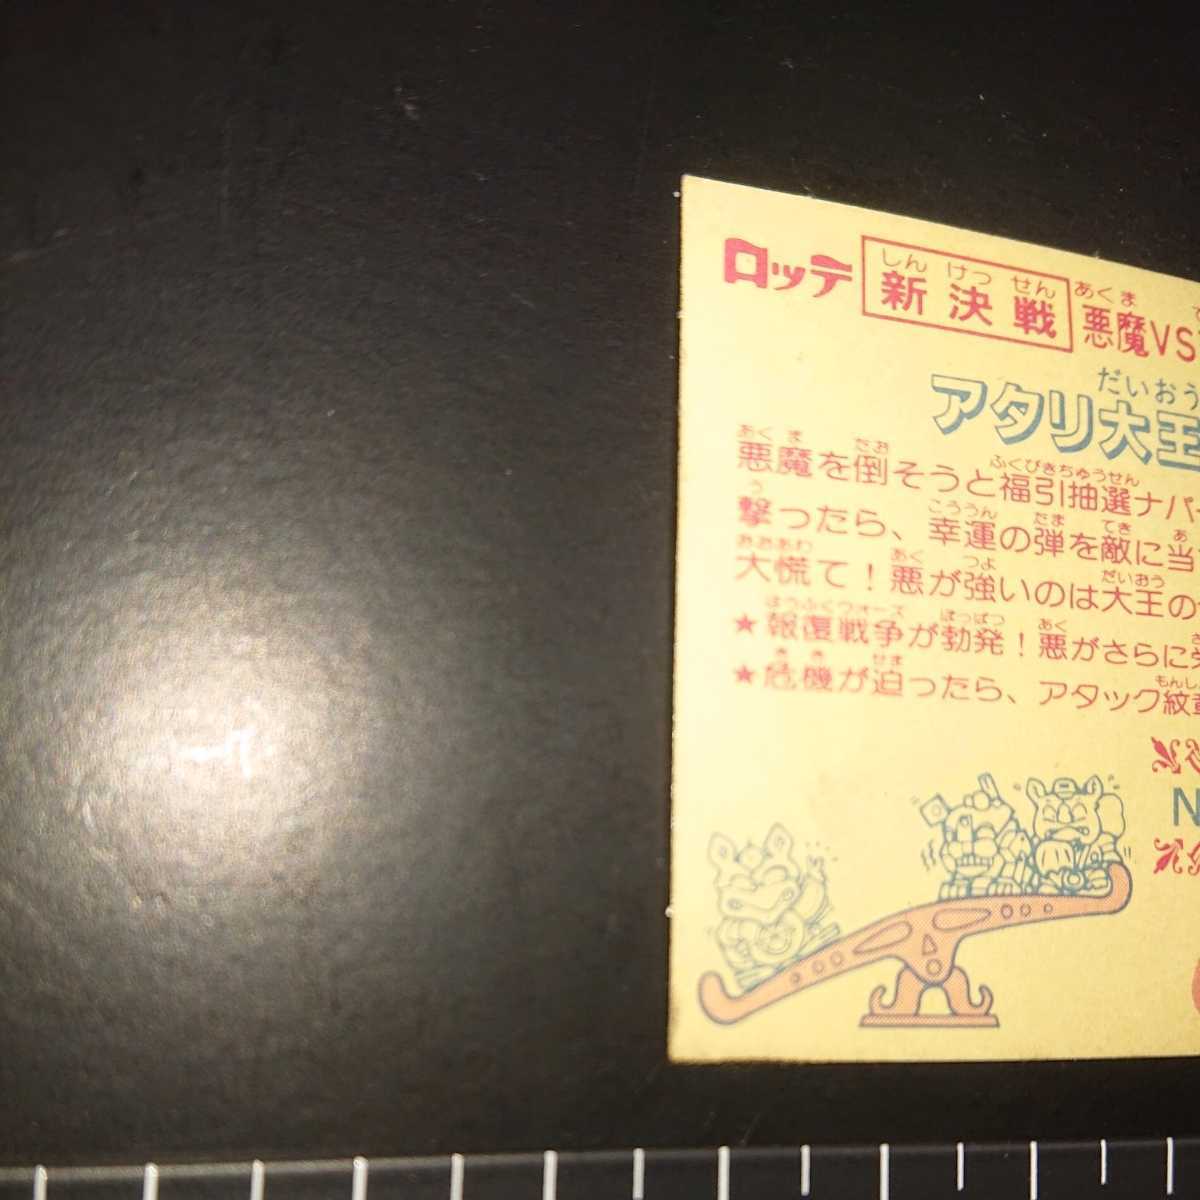 ロッテ 新決戦 悪魔VS
しんけっせん あくま
だいおう
アタリ大王
あくま たお ふくびきちゅうせん
悪魔を倒そうと福引抽選ナパ
う こううん たま てき あ
撃ったら、幸運の弾を敵に当
おおあわ あく つよ だいおう
大慌て!悪が強いのは大王の
ほうふくウォーズ ぼっぱつ あく
★報復戦争が勃発!悪がさらに
きき せま もんしょ
★危機が迫ったら、アタック紋章
N